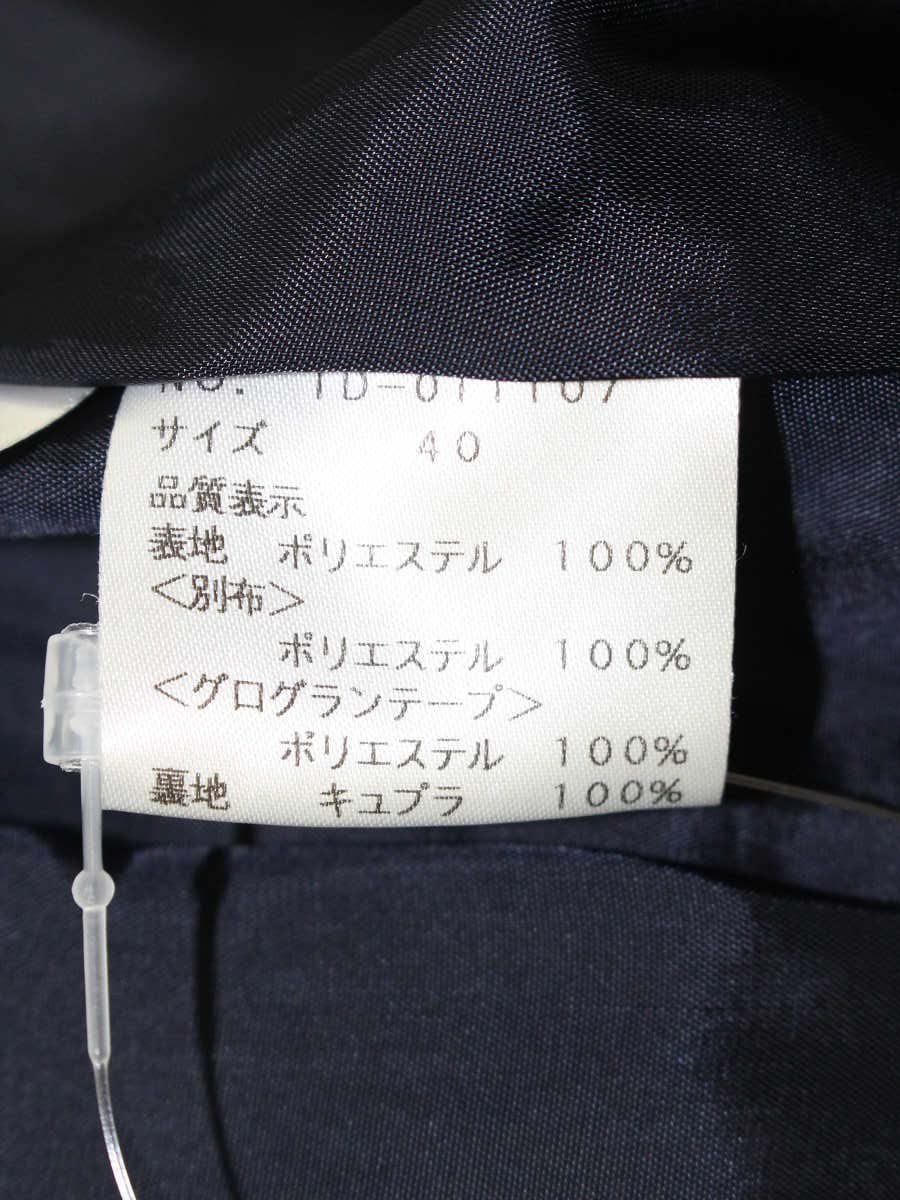 サイズ 40
品質表示
表地 ポリエステル 100%
<別布>
ポリエステル 100%
<グログランテープ>
ポリエステル 100%
裏地 キュプラ 100%